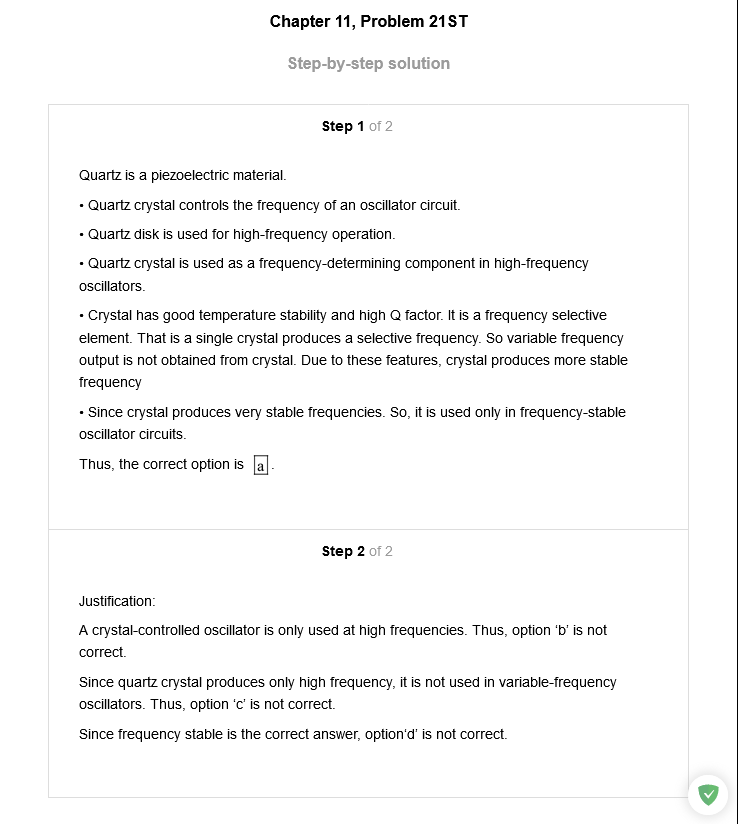 Chapter 11, Problem 21ST
Step-by-step solution
Step 1 of 2
Quartz is a piezoelectric material.
• Quartz crystal controls the frequency of an oscillator circuit.
• Quartz disk is used for high-frequency operation.
• Quartz crystal is used as a frequency-determining component in high-frequency
oscillators.
• Crystal has good temperature stability and high Q factor. It is a frequency selective
element. That is a single crystal produces a selective frequency. So variable frequency
output is not obtained from crystal. Due to these features, crystal produces more stable
frequency
• Since crystal produces very stable frequencies. So, it is used only in frequency-stable
oscillator circuits.
Thus, the correct option is a.
Step 2 of 2
Justification:
A crystal-controlled oscillator is only used at high frequencies. Thus, option ‘b’ is not
correct.
Since quartz crystal produces only high frequency, it is not used in variable-frequency
oscillators. Thus, option ‘c’ is not correct.
Since frequency stable is the correct answer, option‘d’ is not correct.